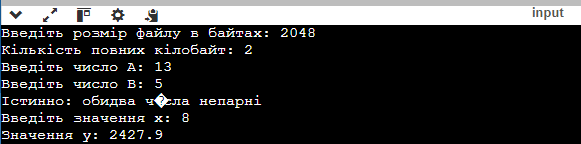 input
Введіть розмір файлу в байтах: 2048
Кількість повних кілобайт: 2
Введіть число A: 13
Введіть число B: 5
Істинно: обидва ч�сла непарні
Введіть значення x: 8
Значення y: 2427.9